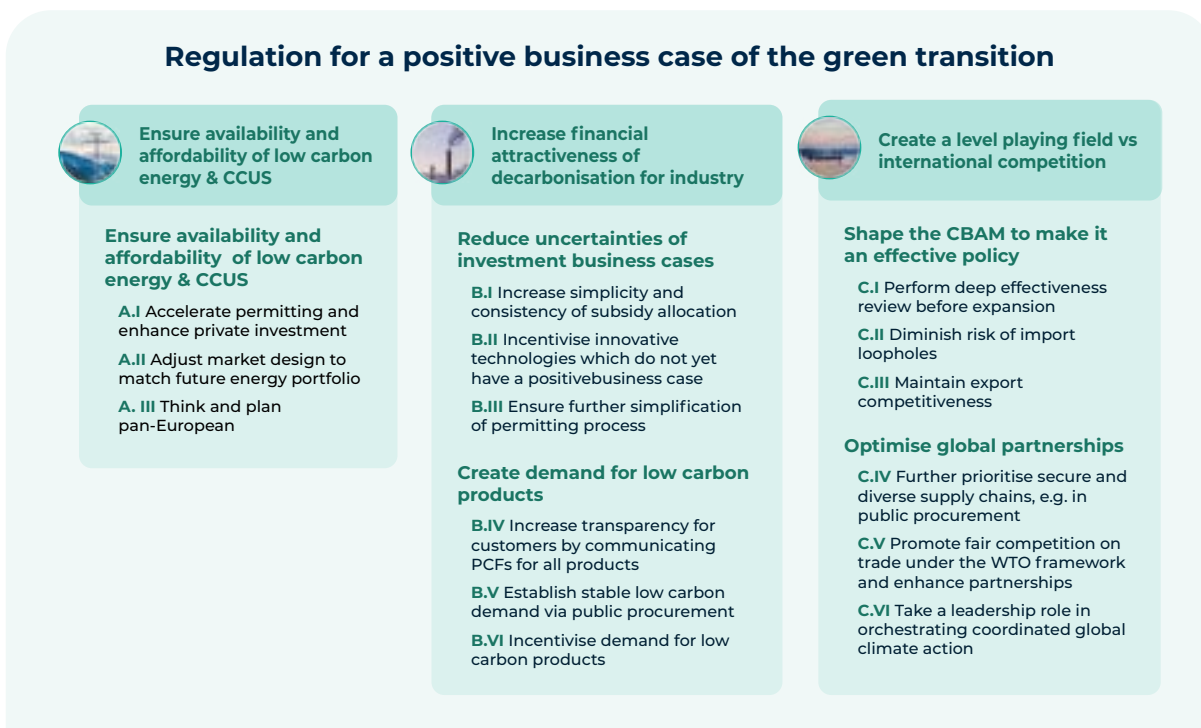 Regulation for a positive business case of the green transition
Ensure availability and
affordability of low carbon
energy & CCUS
Ensure availability and
affordability  of low carbon
energy & CCUS
A.I Accelerate permitting and
enhance private investment
A.II Adjust market design to
match future energy portfolio
A. III Think and plan
pan-European
Increase financial
attractiveness of
decarbonisation for industry
Reduce uncertainties of
investment business cases
B.I Increase simplicity and
consistency of subsidy allocation
B.II Incentivise innovative
technologies which do not yet
have a positivebusiness case
B.III Ensure further simplification
of permitting process
Create demand for low carbon
products
B.IV Increase transparency for
customers by communicating
PCFs for all products
B.V Establish stable low carbon
demand via public procurement
B.VI Incentivise demand for low
carbon products
Create a level playing field vs
international competition
Shape the CBAM to make it
an effective policy
C.I Perform deep effectiveness
review before expansion
C.II Diminish risk of import
loopholes
C.III Maintain export
competitiveness
Optimise global partnerships
C.IV Further prioritise secure and
diverse supply chains, e.g. in
public procurement
C.V Promote fair competition on
trade under the WTO framework
and enhance partnerships
C.VI Take a leadership role in
orchestrating coordinated global
climate action